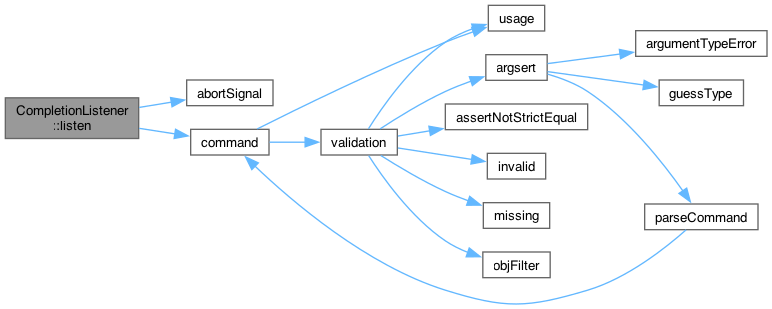 CompletionListener
::listen
abortSignal
command
validation
usage
argsert
assertNotStrictEqual
invalid
missing
objFilter
argumentTypeError
guessType
parseCommand